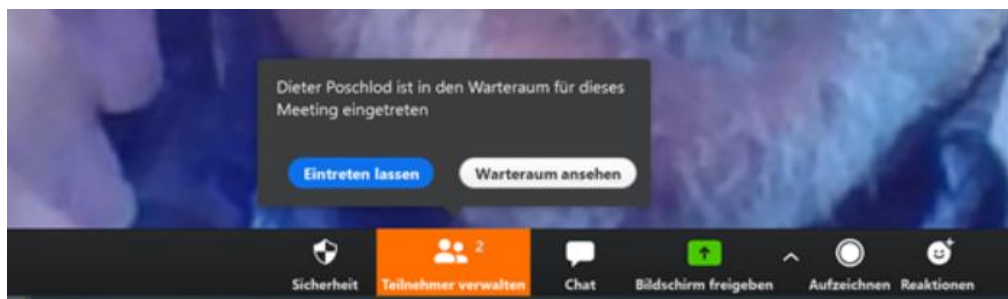 Dieter Poschlod ist in den Warteraum für dieses
Meeting eingetreten
Eintreten lassen Warteraum ansehen
2
Sicherheit Teilnehmer verwalten Chat Bildschirm freigeben Aufzeichnen Reaktionen